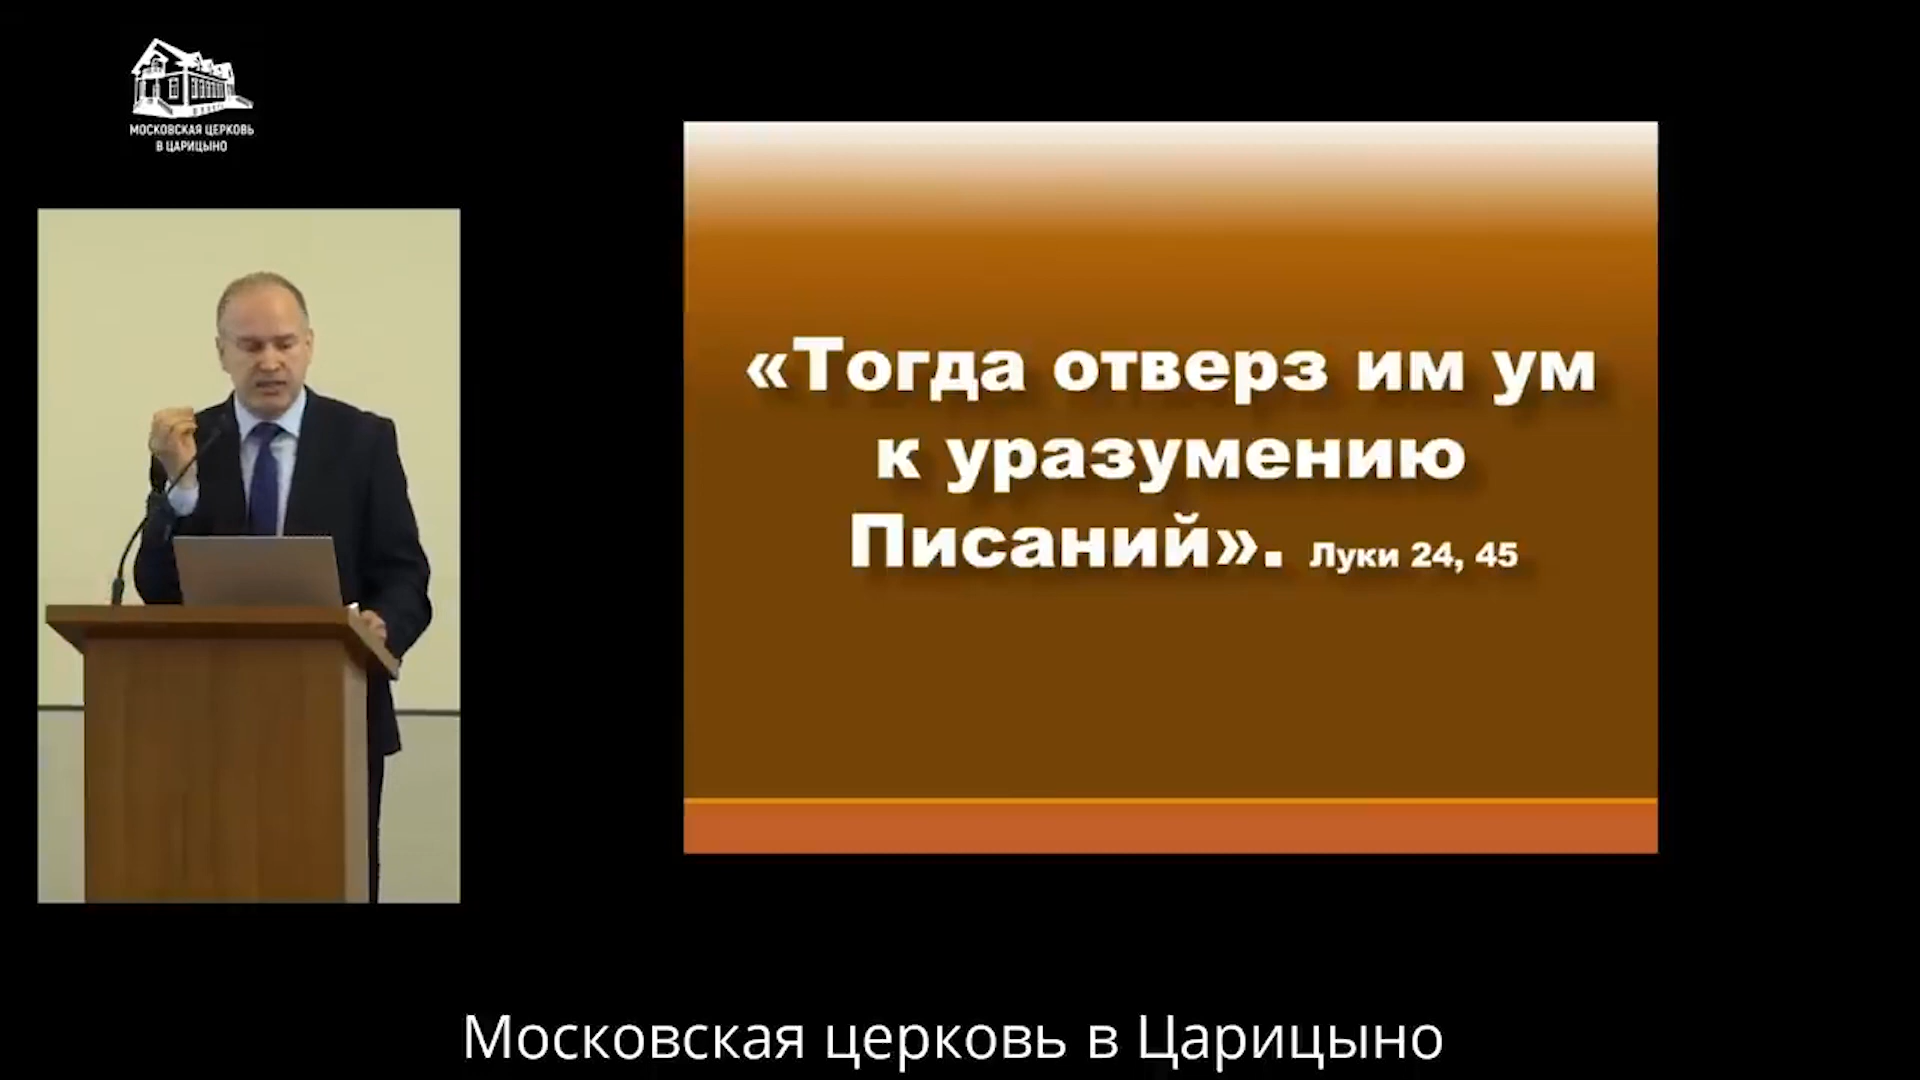 МОСКОВСКАЯ ЦЕРКОВЬ
В ЦАРИЦЫНО
«Тогда отверз им ум
к уразумению
Писаний». Луки 24, 45
Московская церковь в Царицыно